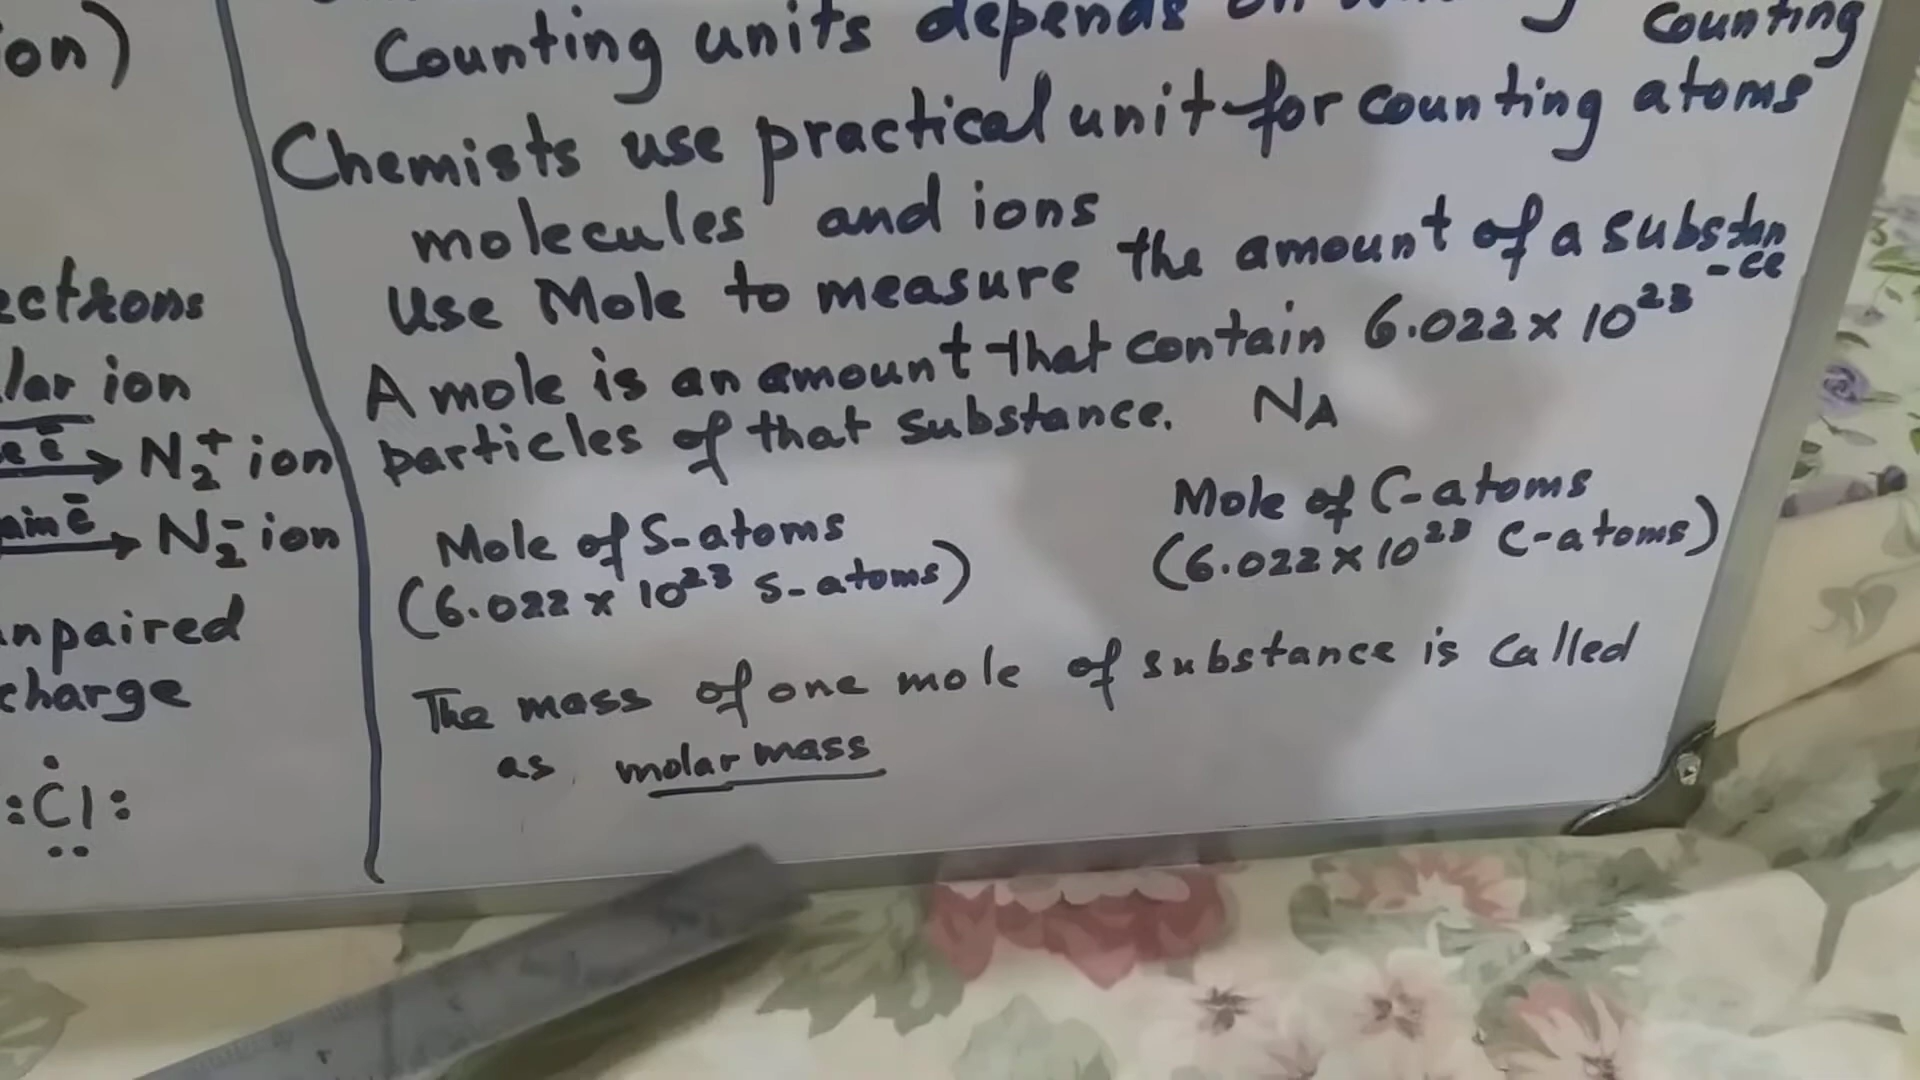 on)
ectrons
lar ion
e ē → N₂⁺ ion
ain ē → N₂⁻ ion
unpaired
charge
:Cl:
Counting units depends on
Counting
Chemists use practical unit for counting atoms
molecules and ions
Use Mole to measure the amount of a substan
-ce
A mole is an amount that contain 6.022 x 10²³
particles of that substance. NA
Mole of S-atoms
(6.022 x 10²³ S-atoms)
Mole of C-atoms
(6.022 x 10²³ C-atoms)
The mass of one mole of substance is called
as molar mass